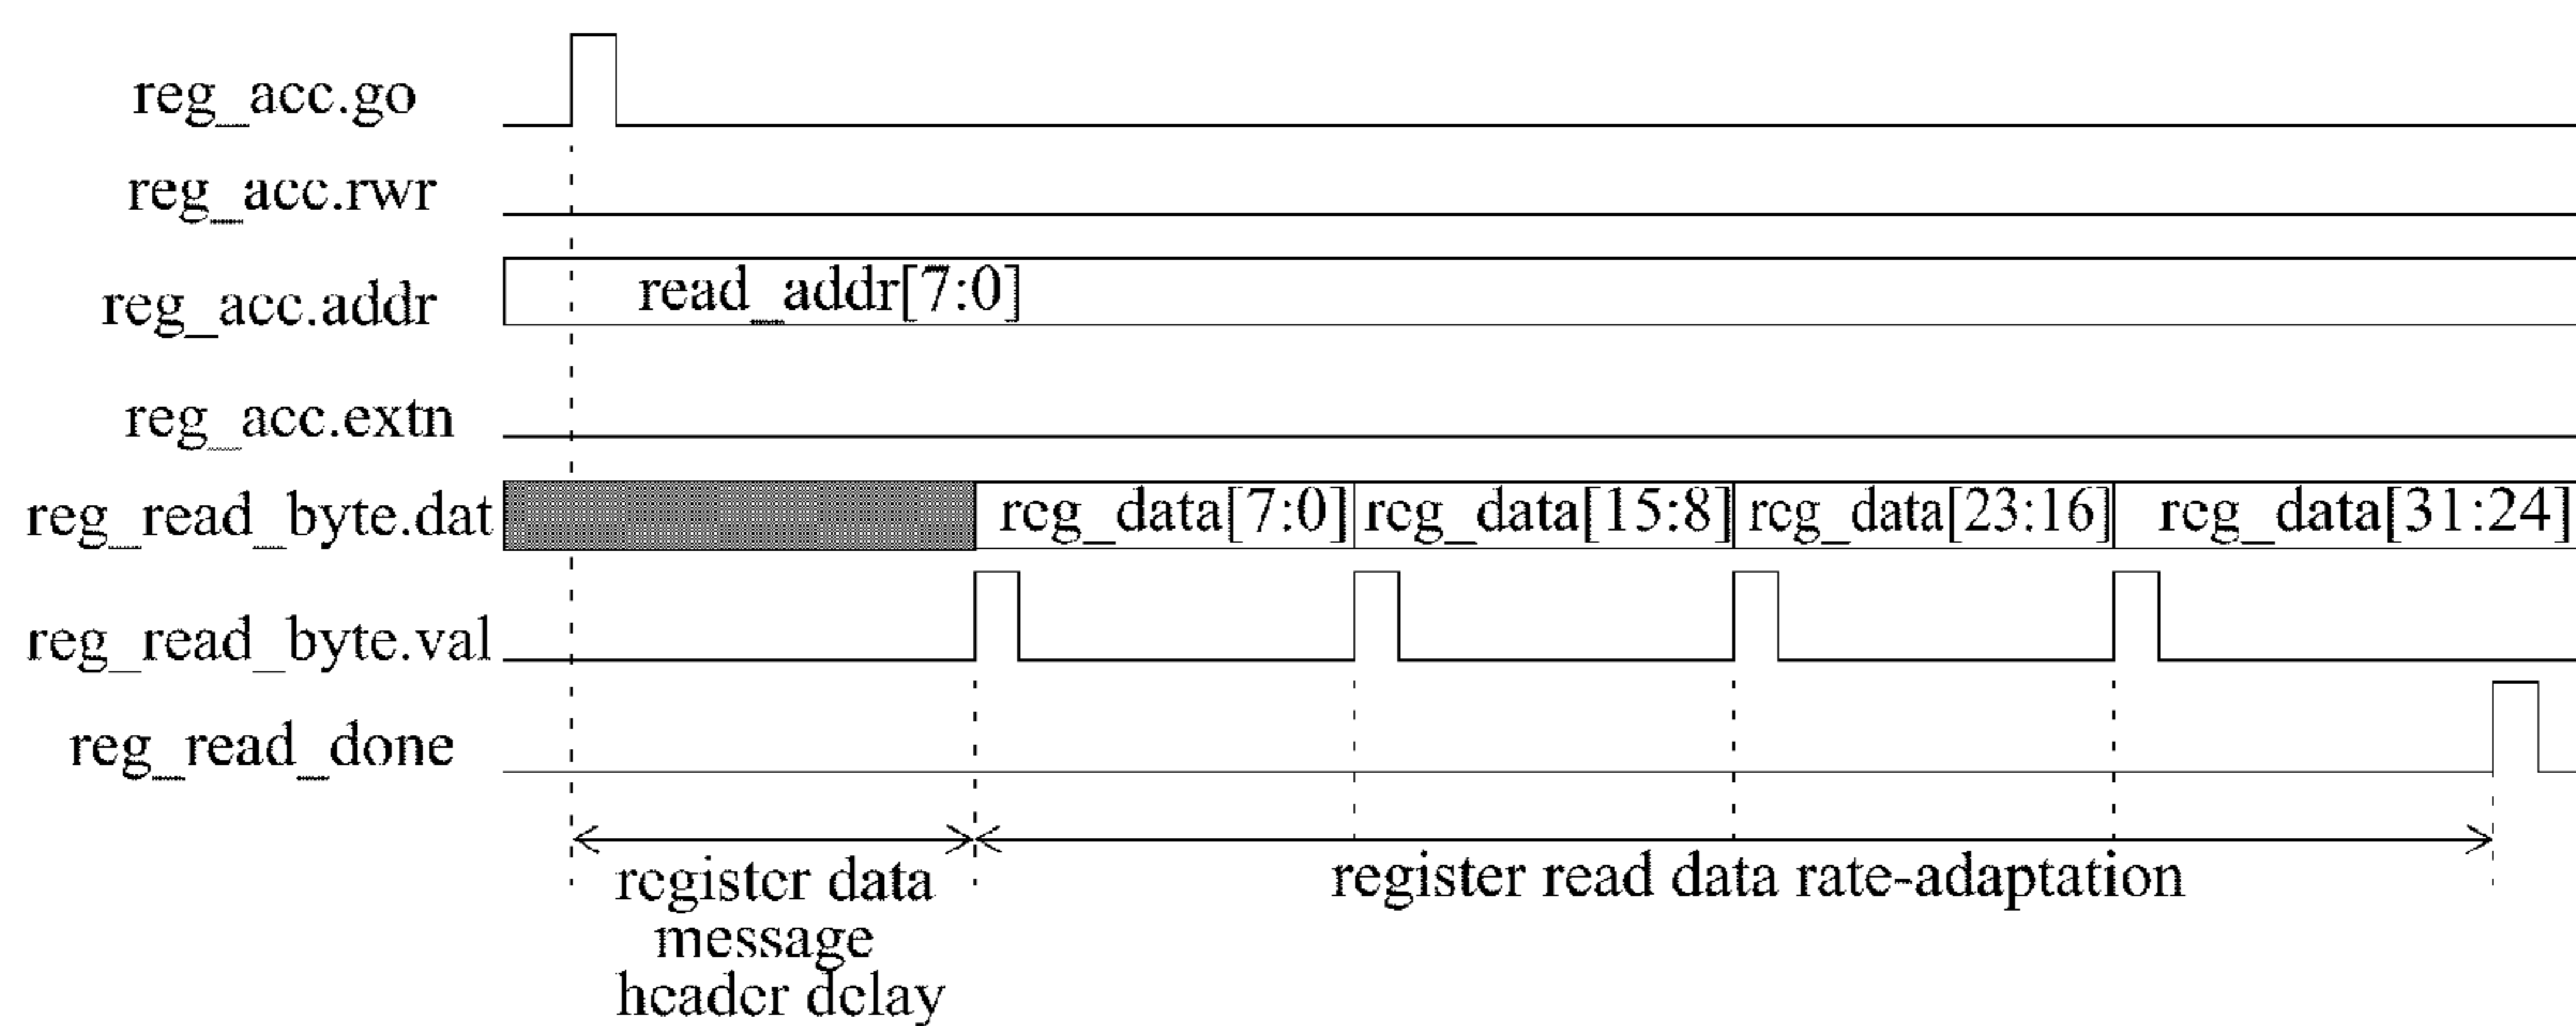 reg_acc.go
reg_acc.rwr
reg_acc.addr read_addr[7:0]
reg_acc.extn
reg_read_byte.dat reg_data[7:0] reg_data[15:8] reg_data[23:16] reg_data[31:24]
reg_read_byte.val
reg_read_done
register data
message
header delay
register read data rate-adaptation